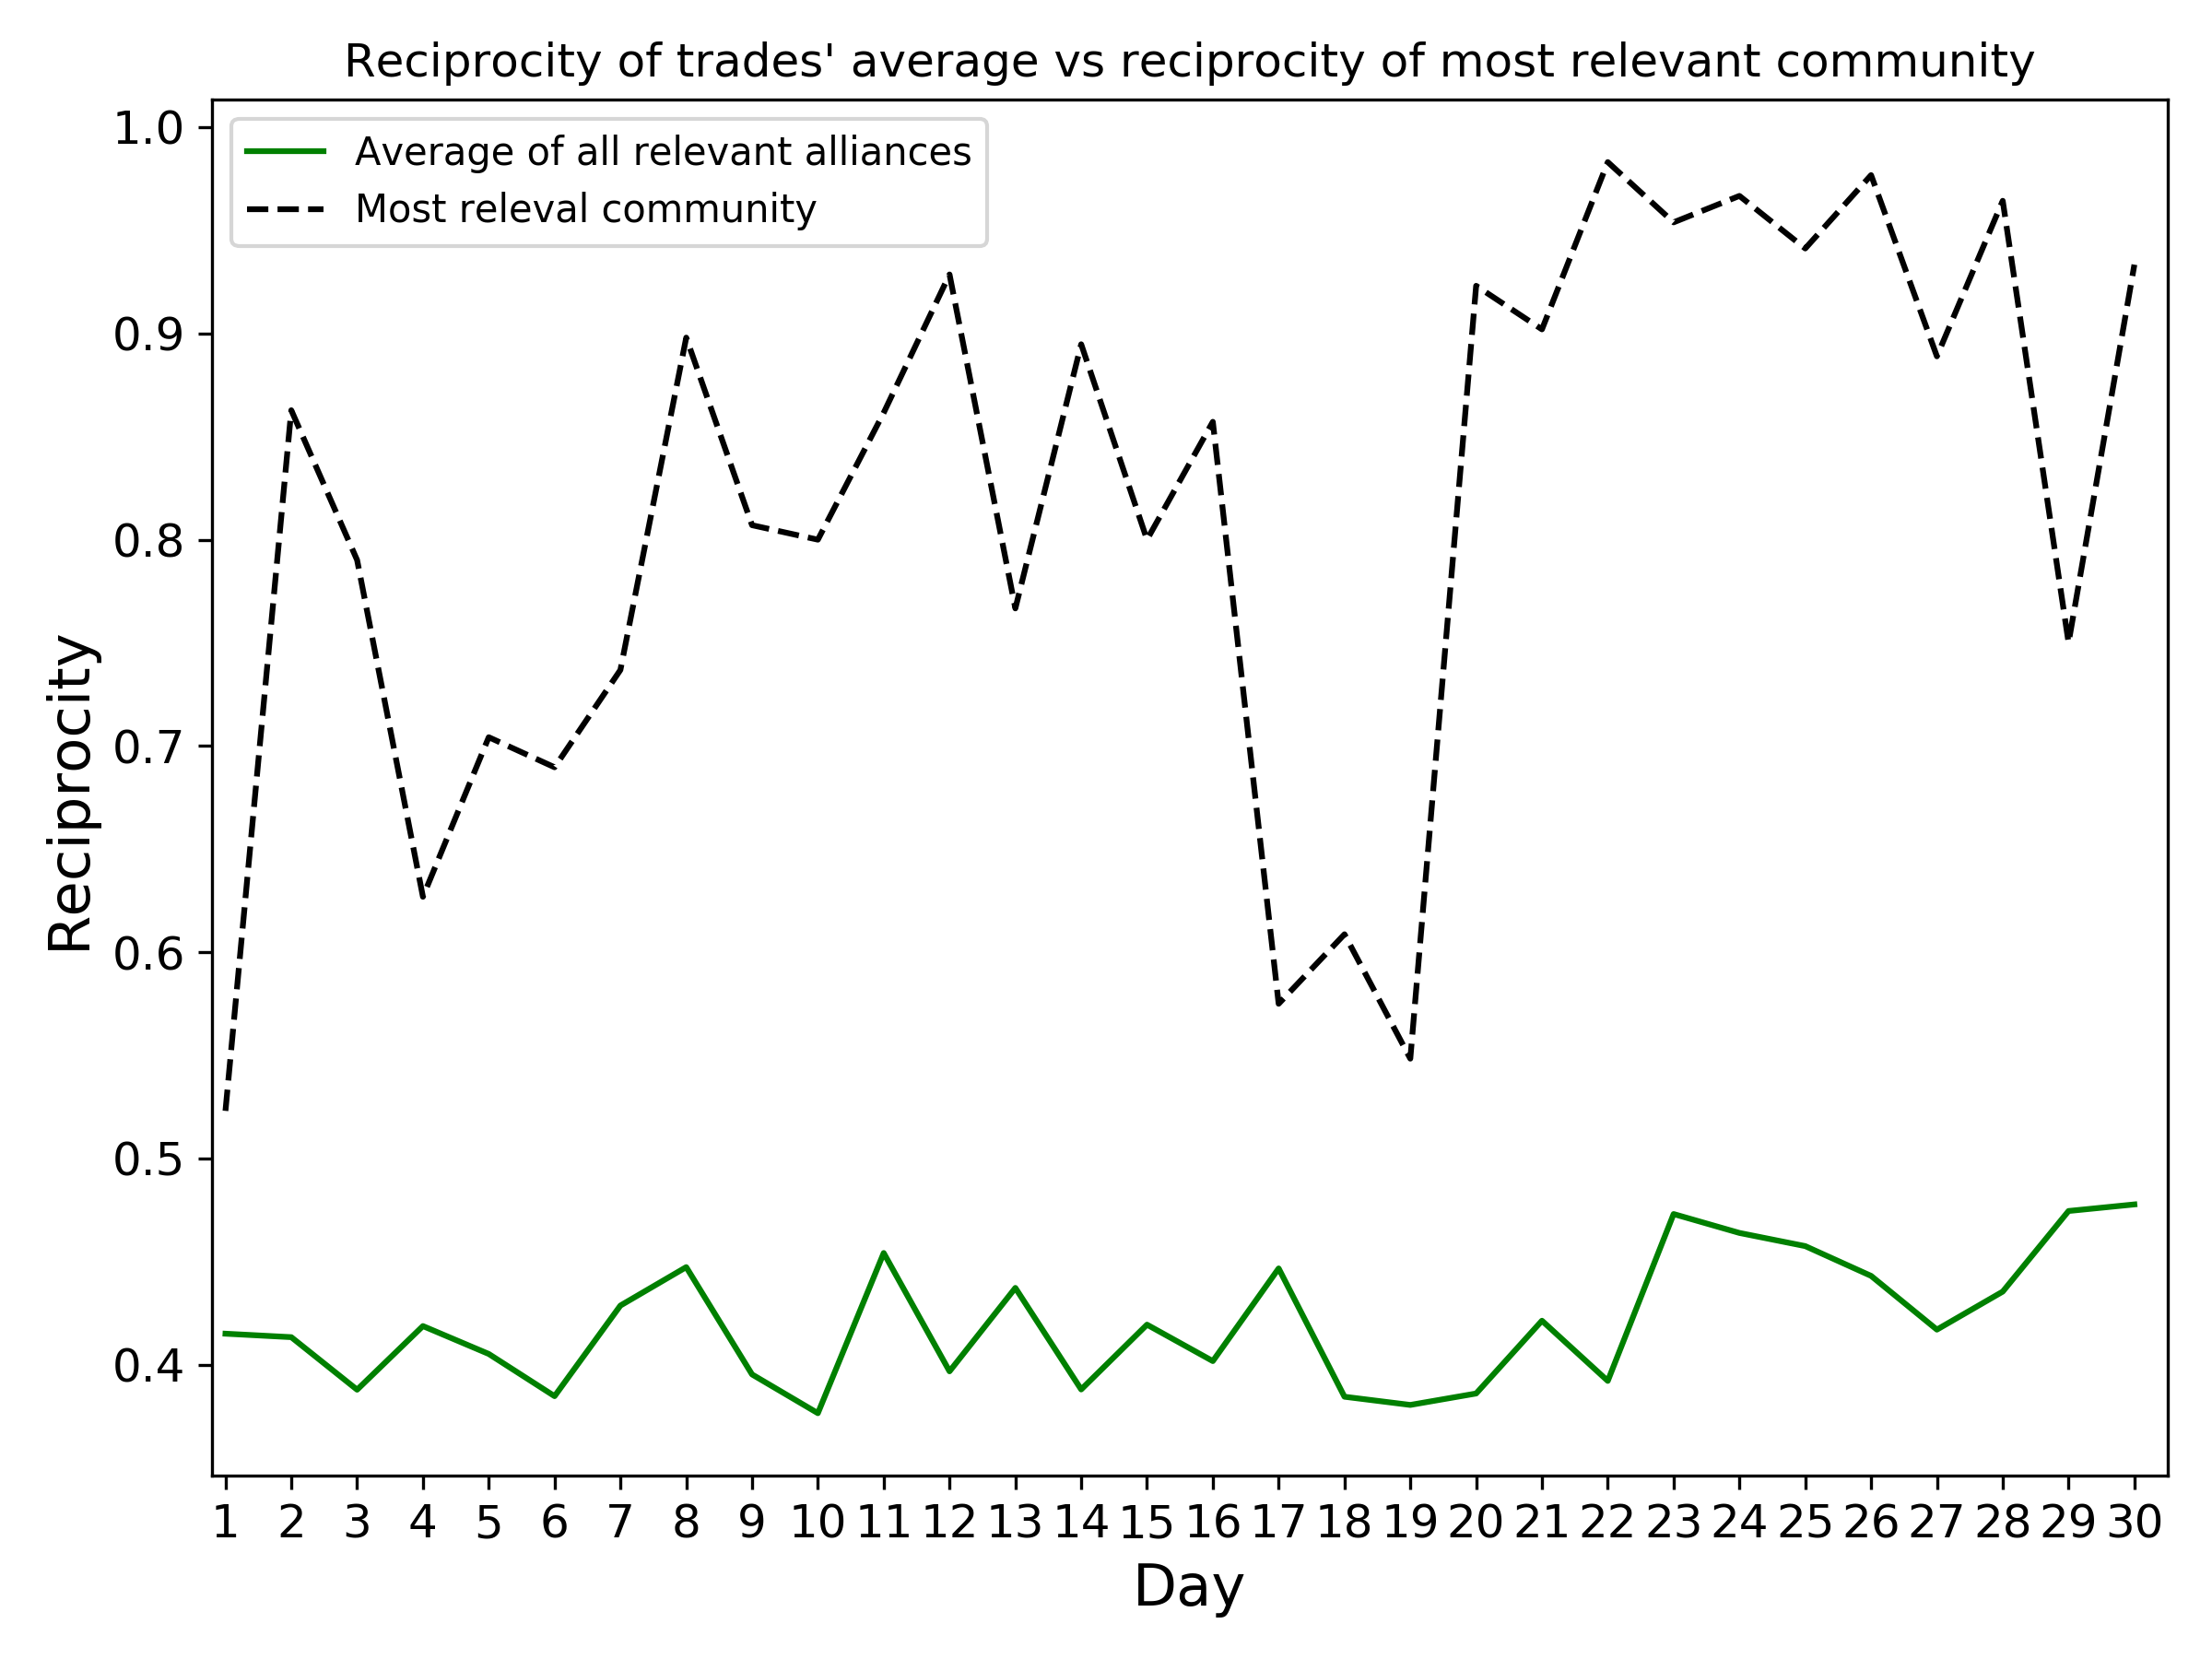 Reciprocity of trades' average vs reciprocity of most relevant community
Average of all relevant alliances
Most releval community
Reciprocity
1.0
0.9
0.8
0.7
0.6
0.5
0.4
1 2 3 4 5 6 7 8 9 10 11 12 13 14 15 16 17 18 19 20 21 22 23 24 25 26 27 28 29 30
Day